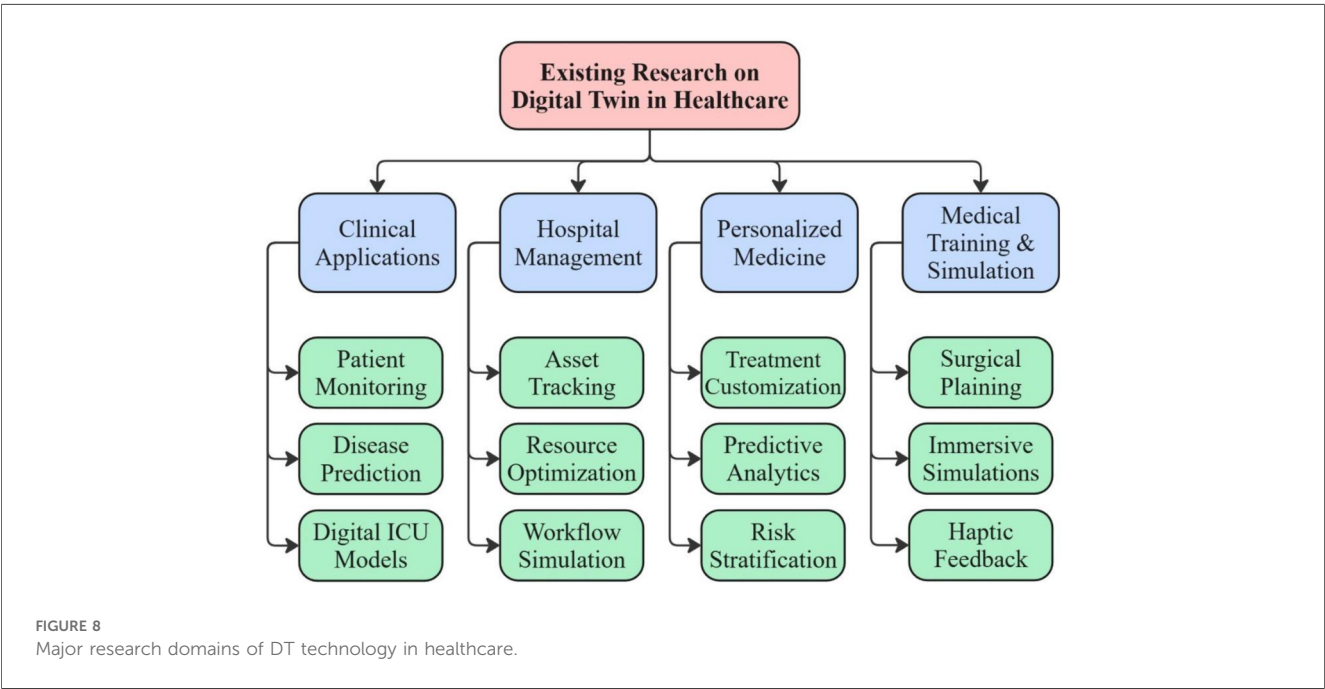 Existing Research on
Digital Twin in Healthcare
Clinical
Applications
Hospital
Management
Personalized
Medicine
Medical
Training &
Simulation
Patient
Monitoring
Asset
Tracking
Treatment
Customization
Surgical
Plaining
Disease
Prediction
Resource
Optimization
Predictive
Analytics
Immersive
Simulations
Digital ICU
Models
Workflow
Simulation
Risk
Stratification
Haptic
Feedback
FIGURE 8
Major research domains of DT technology in healthcare.